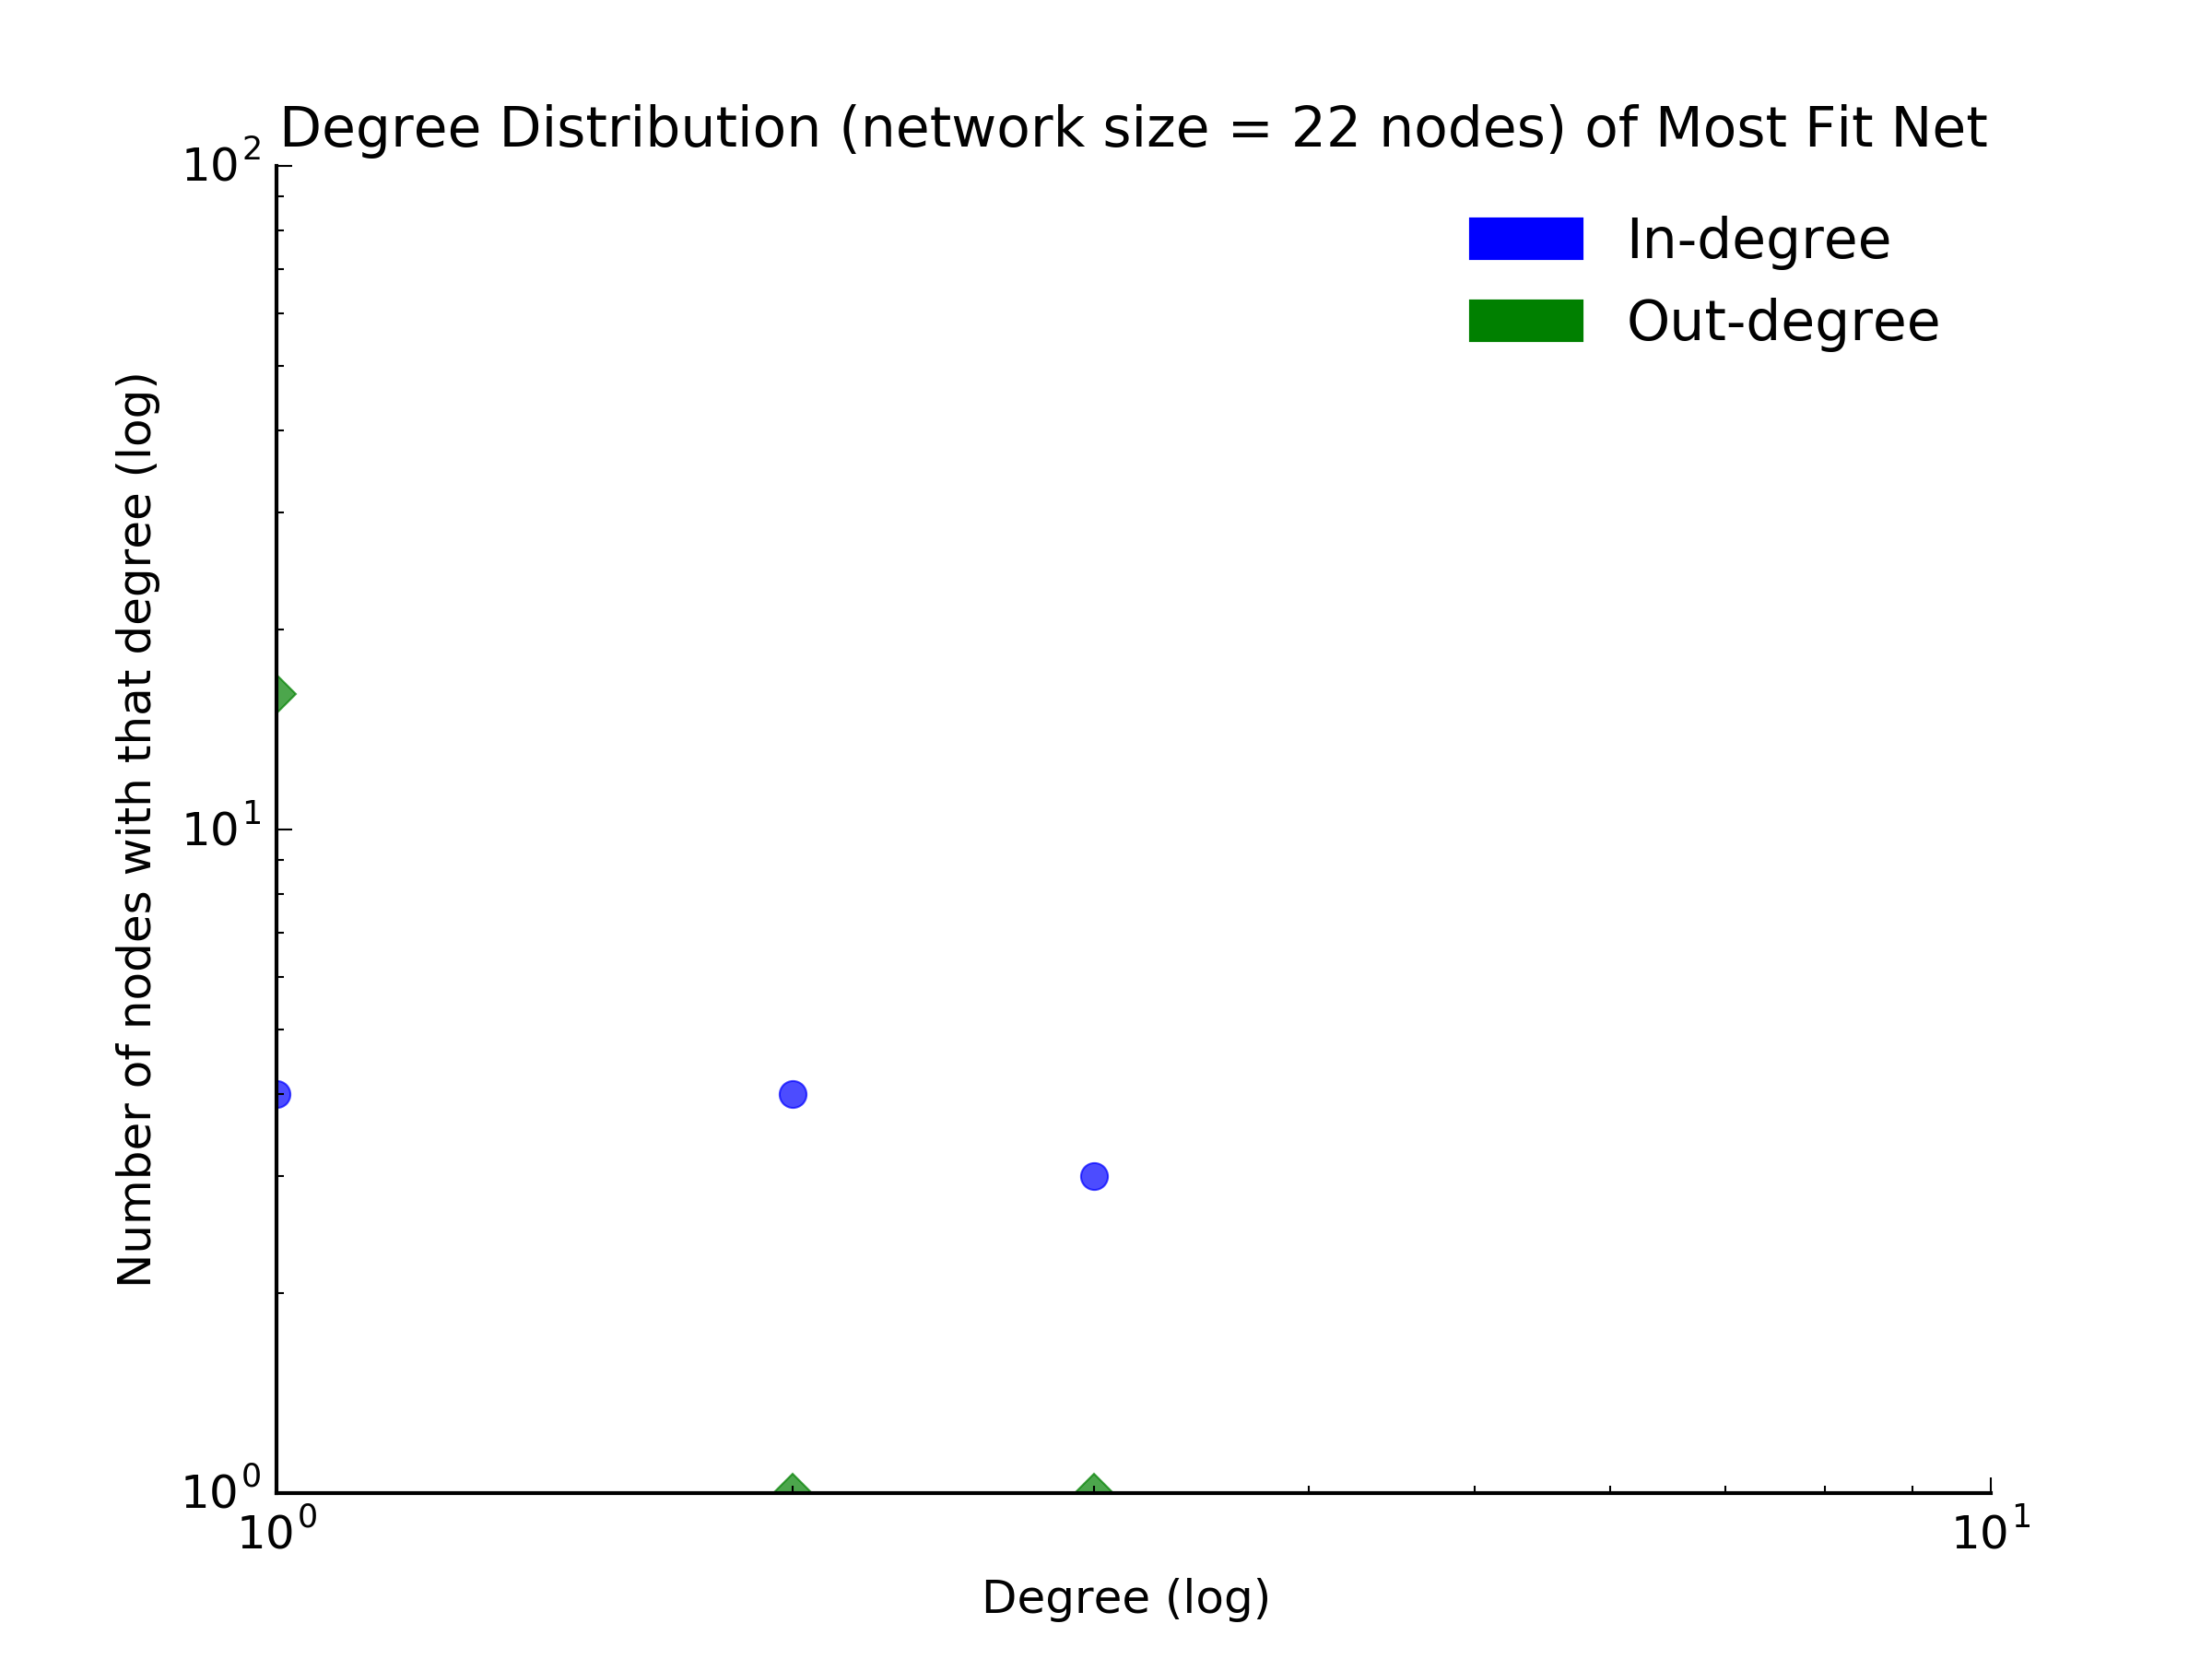 Degree Distribution (network size = 22 nodes) of Most Fit Net
10²
In-degree
Out-degree
Number of nodes with that degree (log)
10¹
10⁰
10⁰
10¹
Degree (log)